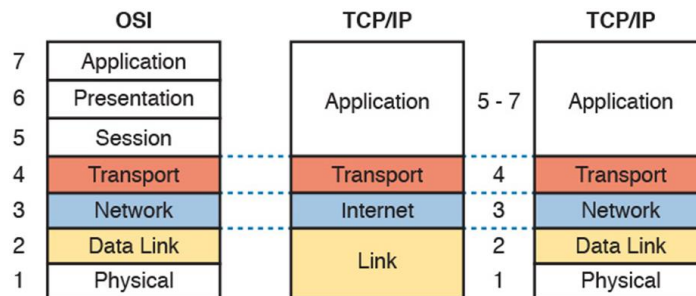 OSI TCP/IP TCP/IP
7 Application
6 Presentation Application 5 - 7 Application
5 Session
4 Transport Transport 4 Transport
3 Network Internet 3 Network
2 Data Link 2 Data Link
Link
1 Physical 1 Physical